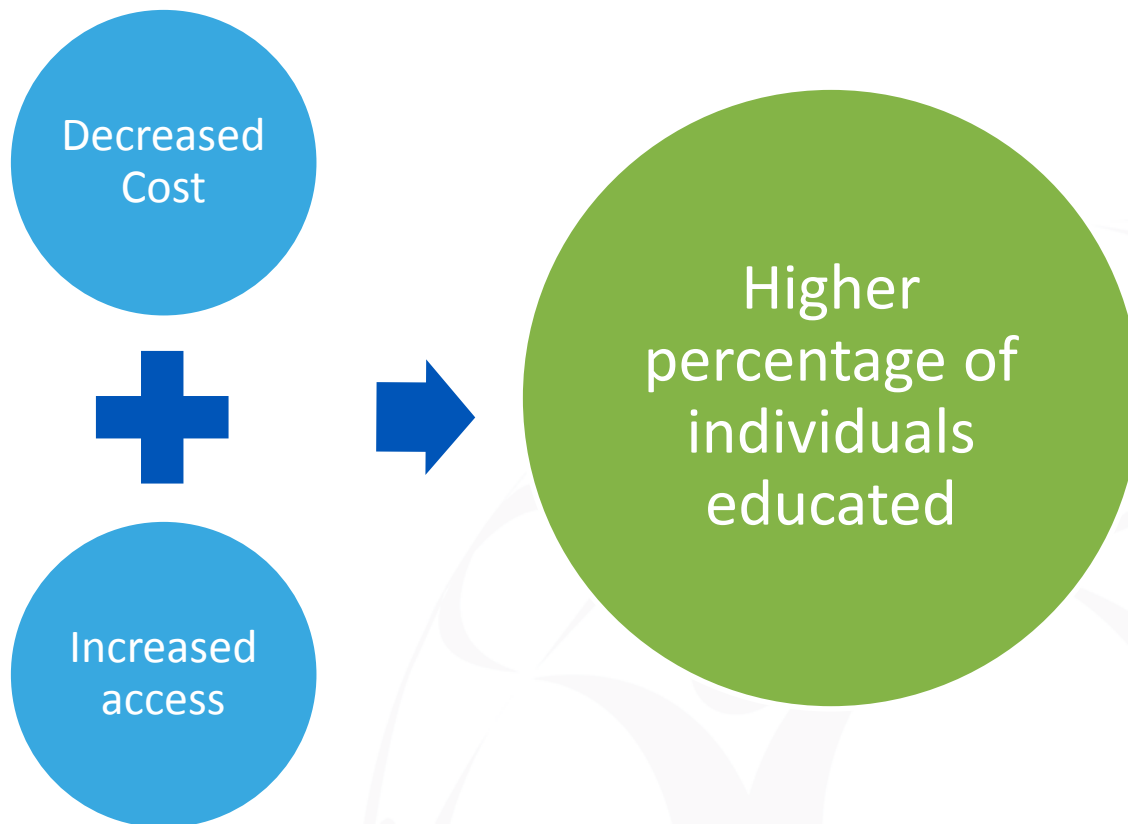 Decreased
Cost
Increased
access
Higher
percentage of
individuals
educated